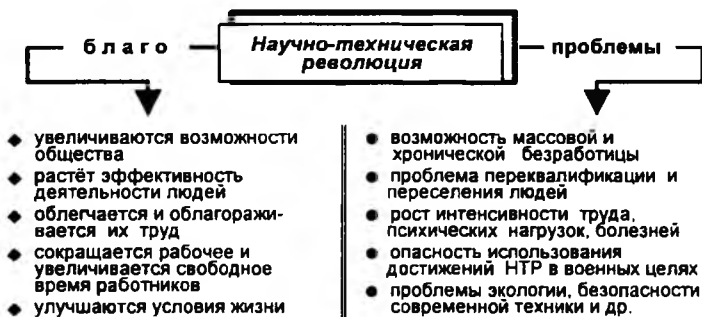 благо
Научно-техническая
революция
проблемы
увеличиваются возможности
общества
растёт эффективность
деятельности людей
облегчается и облагоражи-
вается их труд
сокращается рабочее и
увеличивается свободное
время работников
улучшаются условия жизни
возможность массовой и
хронической безработицы
проблема переквалификации и
переселения людей
рост интенсивности труда,
психических нагрузок, болезней
опасность использования
достижений НТР в военных целях
проблемы экологии, безопасности
современной техники и др.